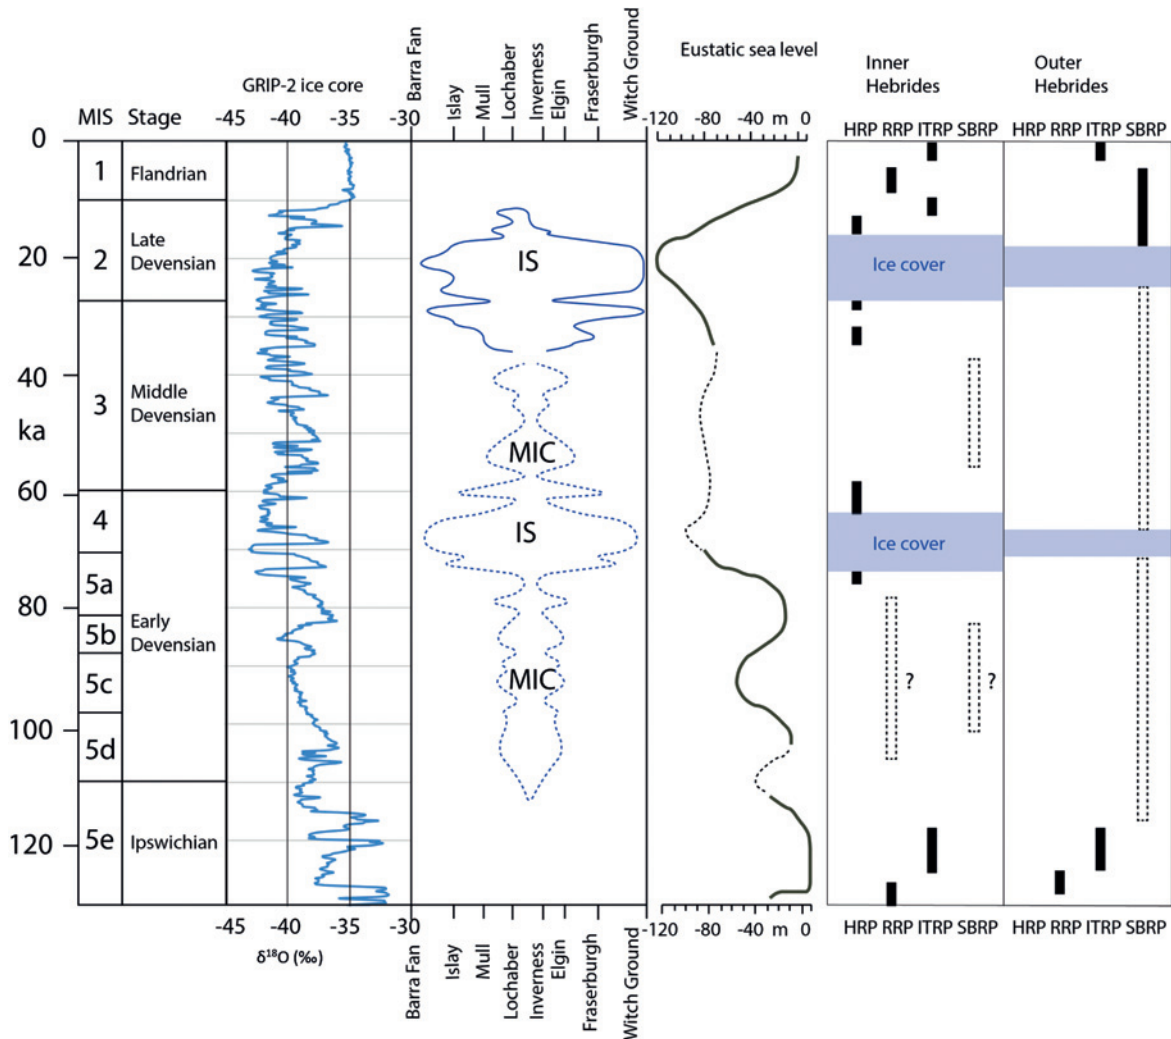 Barra Fan
Islay
Mull
Lochaber
Inverness
Elgin
Fraserburgh
Witch Ground
Eustatic sea level
Inner
Hebrides
Outer
Hebrides
GRIP-2 ice core
MIS Stage -45 -40 -35 -30
-120 -80 -40 m 0
HRP RRP ITRP SBRP
HRP RRP ITRP SBRP
0
1 Flandrian
20
2 Late
Devensian
IS
Ice cover
40
ka
3 Middle
Devensian
MIC
60
4
IS
Ice cover
5a
80
5b Early
Devensian
5c
MIC
? ?
100
5d
120
5e Ipswichian
-45 -40 -35 -30
δ¹⁸O (‰)
Barra Fan
Islay
Mull
Lochaber
Inverness
Elgin
Fraserburgh
Witch Ground
-120 -80 -40 m 0
HRP RRP ITRP SBRP
HRP RRP ITRP SBRP